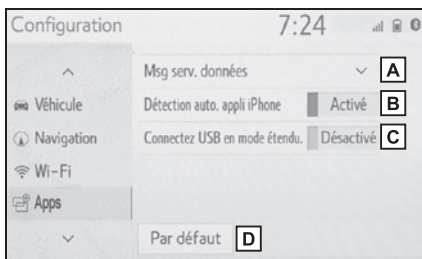 Configuration 7:24
Msg serv. données A
Véhicule
Détection auto. appli iPhone Activé B
Navigation
Connectez USB en mode étendu. Désactivé C
Wi-Fi
Apps
Par défaut D